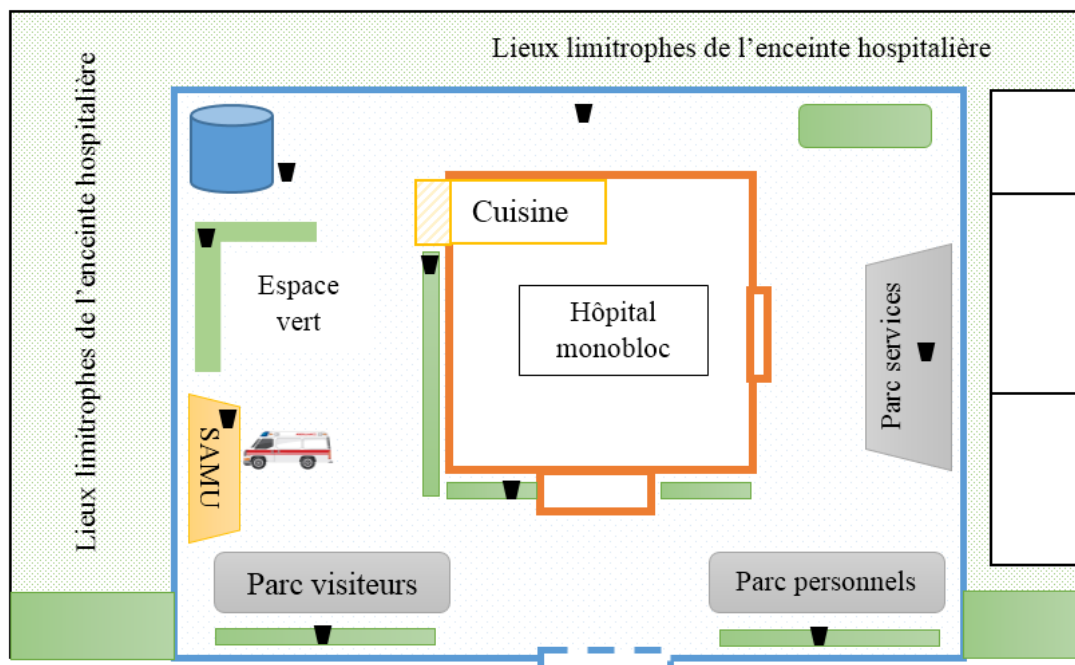 Lieux limitrophes de l’enceinte hospitalière
Lieux limitrophes de l’enceinte hospitalière
Cuisine
Espace
vert
Hôpital
monobloc
Parc services
SAMU
Parc visiteurs
Parc personnels